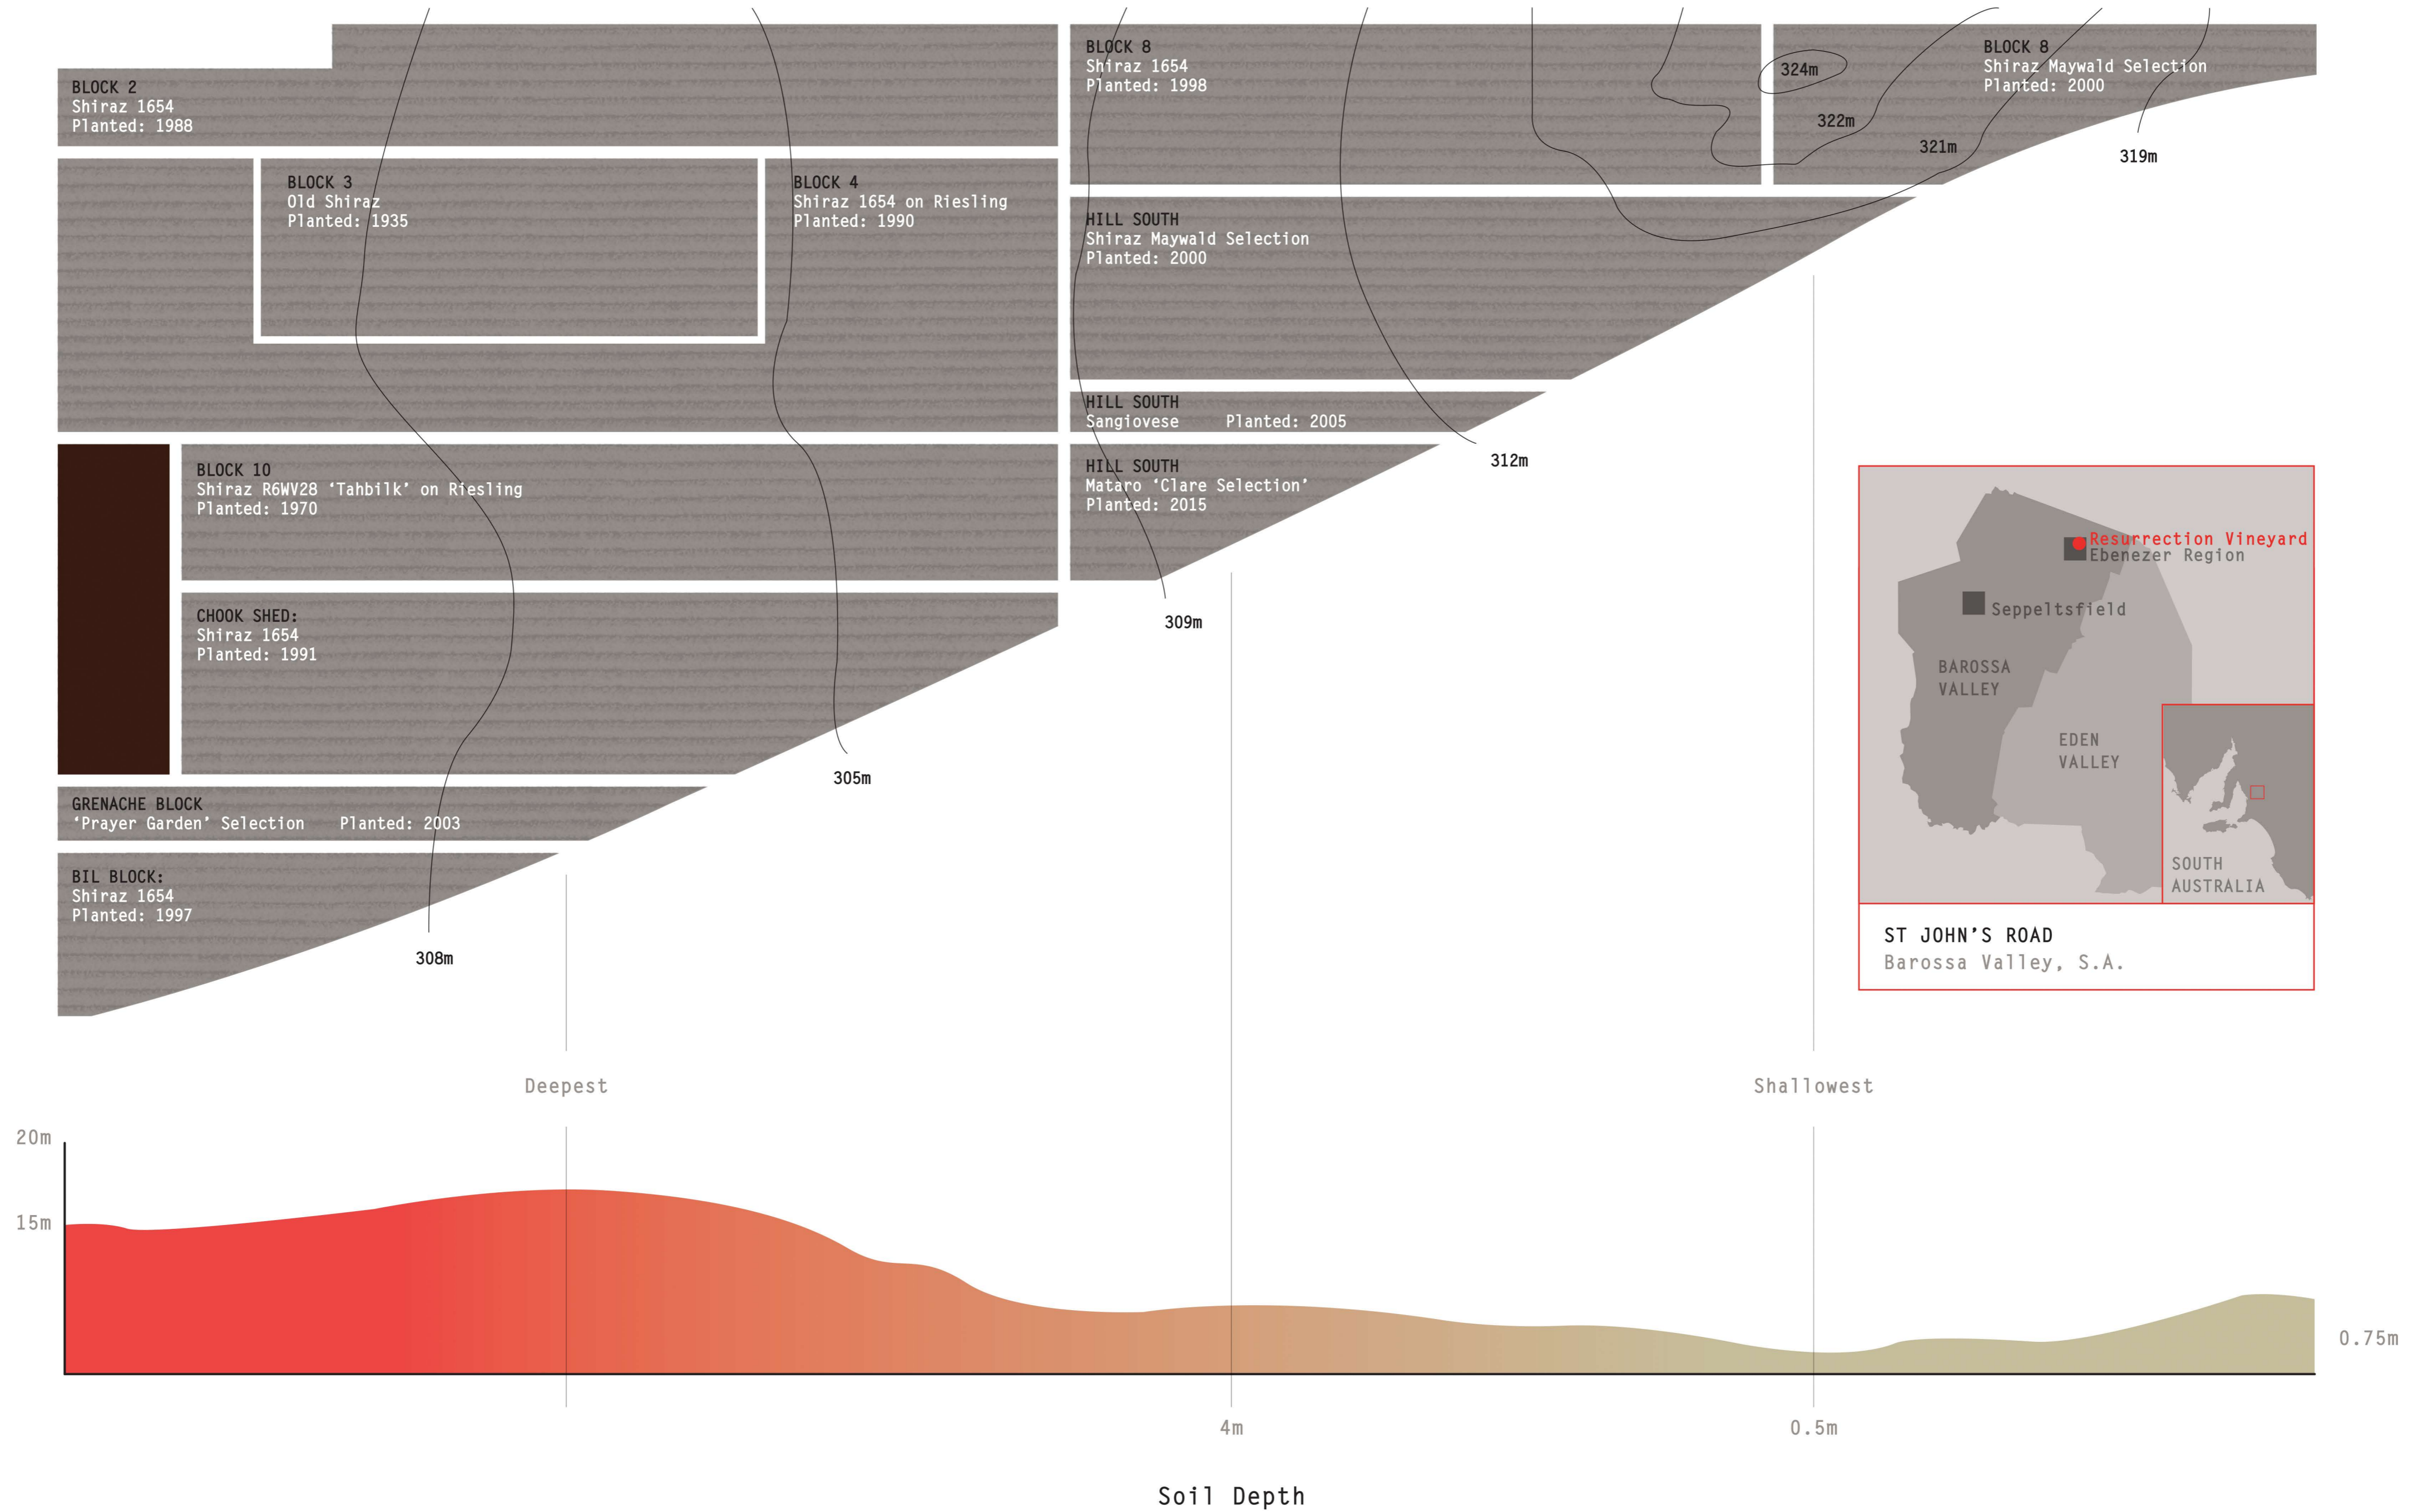 BLOCK 2
Shiraz 1654
Planted: 1988
BLOCK 8
Shiraz 1654
Planted: 1998
324m
322m
321m
BLOCK 8
Shiraz Maywald Selection
Planted: 2000
319m
BLOCK 3
Old Shiraz
Planted: 1935
BLOCK 4
Shiraz 1654 on Riesling
Planted: 1990
HILL SOUTH
Shiraz Maywald Selection
Planted: 2000
HILL SOUTH
Sangiovese Planted: 2005
312m
BLOCK 10
Shiraz R6WV28 ‘Tahbilk’ on Riesling
Planted: 1970
HILL SOUTH
Mataro ‘Clare Selection’
Planted: 2015
309m
CHOOK SHED:
Shiraz 1654
Planted: 1991
305m
GRENACHE BLOCK
‘Prayer Garden’ Selection Planted: 2003
BIL BLOCK:
Shiraz 1654
Planted: 1997
308m
Resurrection Vineyard
Ebenezer Region
Seppeltsfield
BAROSSA
VALLEY
EDEN
VALLEY
SOUTH
AUSTRALIA
ST JOHN’S ROAD
Barossa Valley, S.A.
Deepest
Shallowest
20m
15m
0.75m
4m
0.5m
Soil Depth